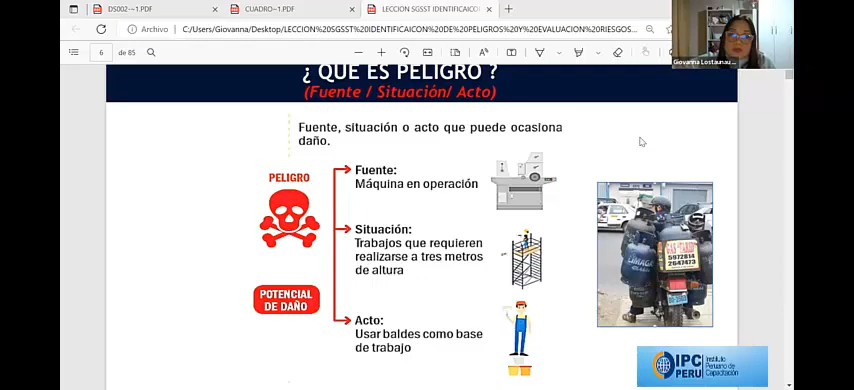 DS002--1.PDF
CUADRO~1.PDF
LECCION SGSST IDENTIFICAICON
Archivo
C:/Users/Giovanna/Desktop/LECCION%20SGSST%20IDENTIFICAICON%20DE%20PELIGROS%20Y%20EVALUACION%20RIESGOS...
6
de 85
Giovanna Lostaunau ...
¿ QUE ES PELIGRO ?
(Fuente / Situación/ Acto)
Fuente, situación o acto que puede ocasiona
daño.
PELIGRO
Fuente:
Máquina en operación
Situación:
Trabajos que requieren
realizarse a tres metros
de altura
POTENCIAL
DE DAÑO
Acto:
Usar baldes como base
de trabajo
5972814
2647473
IPC
PERU
Instituto
Peruano de
Capacitación